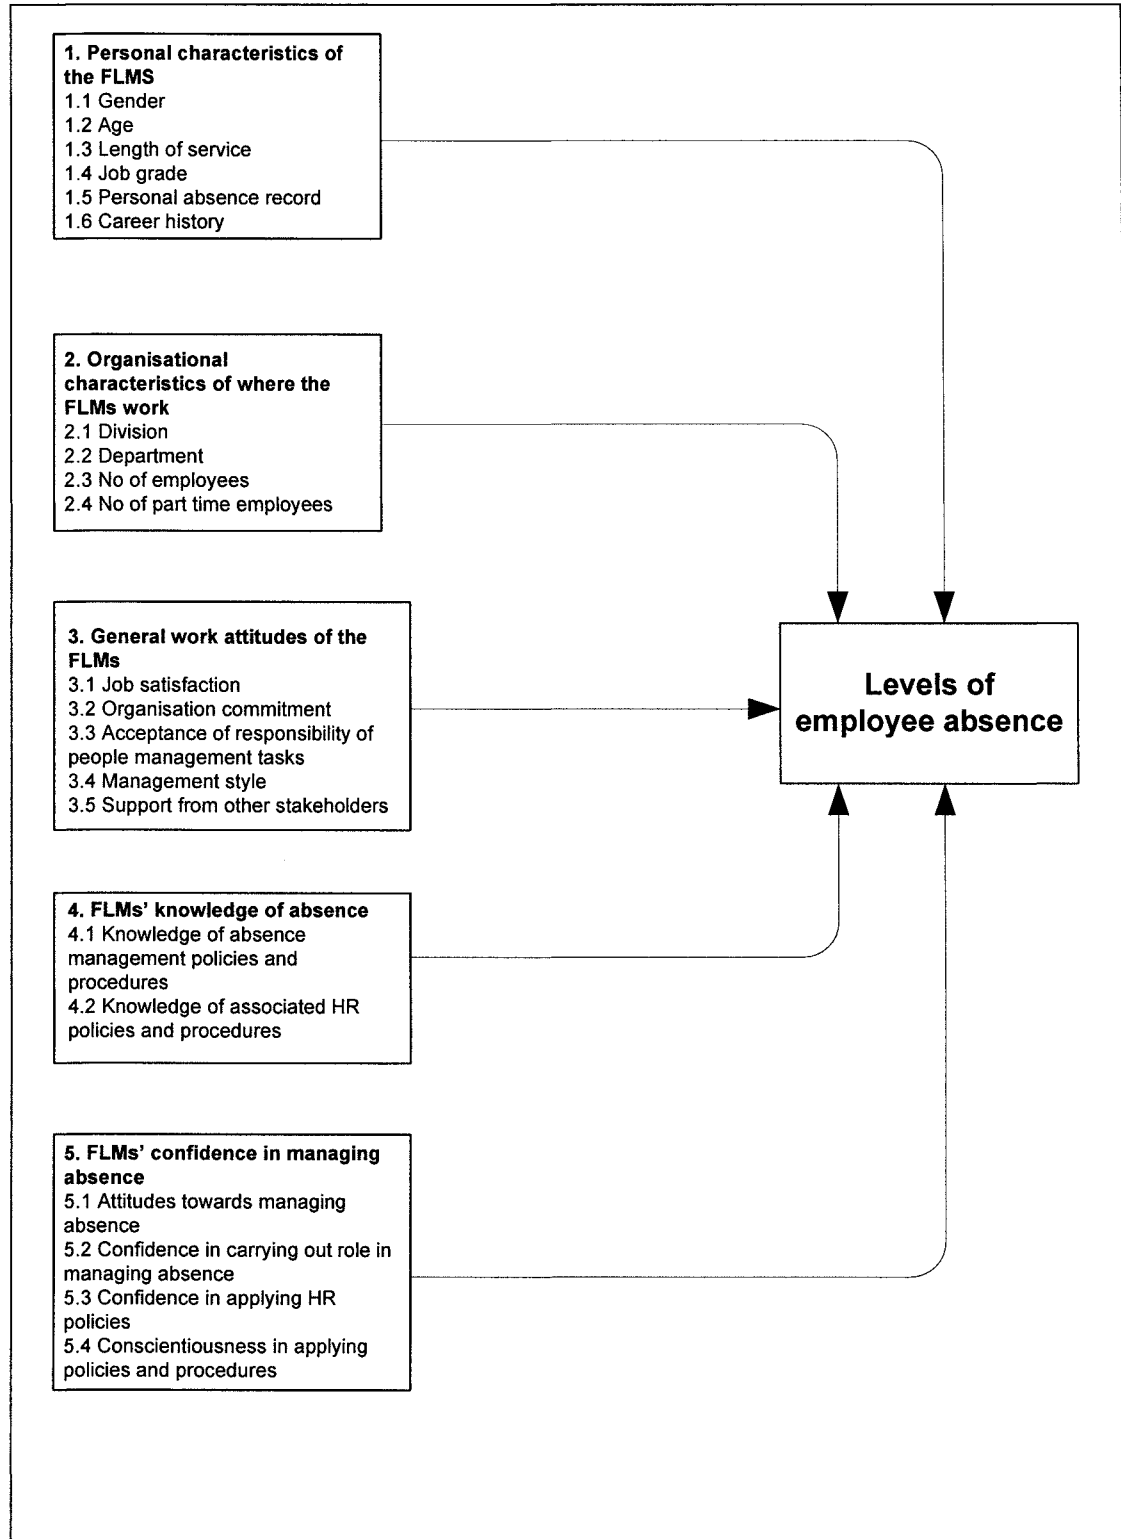 1. Personal characteristics of
the FLMS
1.1 Gender
1.2 Age
1.3 Length of service
1.4 Job grade
1.5 Personal absence record
1.6 Career history
2. Organisational
characteristics of where the
FLMs work
2.1 Division
2.2 Department
2.3 No of employees
2.4 No of part time employees
3. General work attitudes of the
FLMs
3.1 Job satisfaction
3.2 Organisation commitment
3.3 Acceptance of responsibility of
people management tasks
3.4 Management style
3.5 Support from other stakeholders
Levels of
employee absence
4. FLMs' knowledge of absence
4.1 Knowledge of absence
management policies and
procedures
4.2 Knowledge of associated HR
policies and procedures
5. FLMs' confidence in managing
absence
5.1 Attitudes towards managing
absence
5.2 Confidence in carrying out role in
managing absence
5.3 Confidence in applying HR
policies
5.4 Conscientiousness in applying
policies and procedures